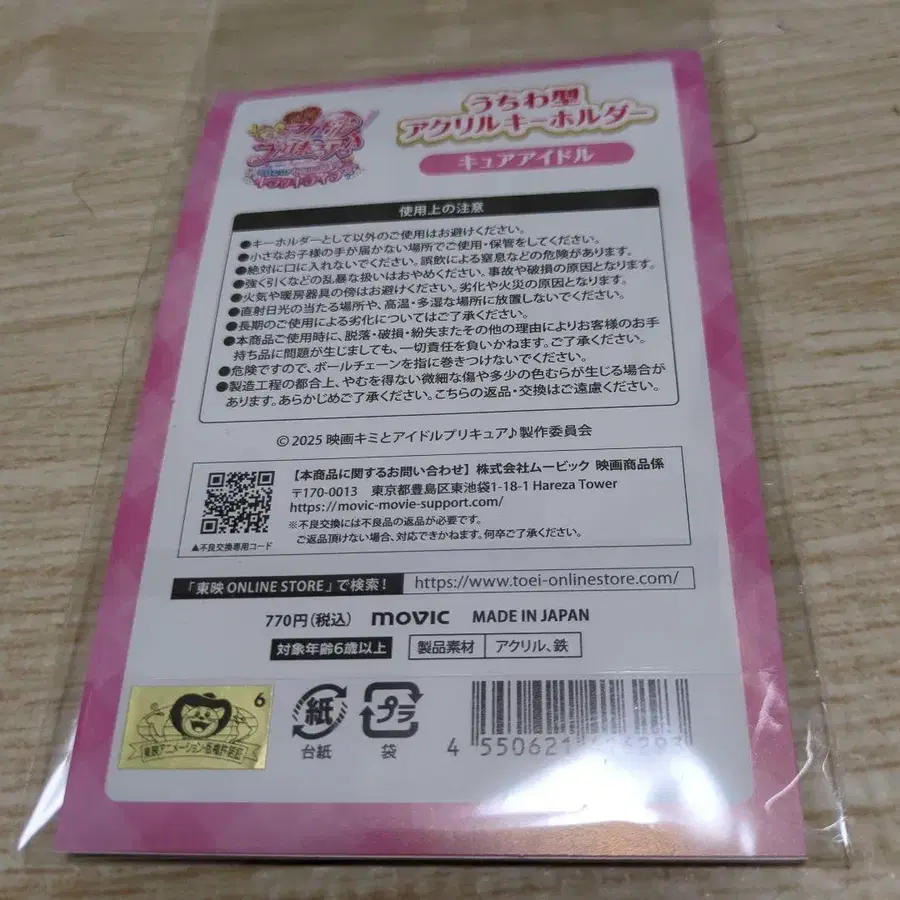 うちわ型
アクリルキーホルダー
キュアアイドル
使用上の注意
●キーホルダーとして以外のご使用はお避けください。
●小さなお子様の手が届かない場所でご使用・保管をしてください。
●絶対に口に入れないでください。誤飲による窒息などの危険があります。
●強く引くなどの乱暴な扱いはおやめください。事故や破損の原因となります。
●火気や暖房器具の傍はお避けください。劣化や火災の原因となります。
●直射日光の当たる場所や、高温・多湿な場所に放置しないでください。
●長期のご使用による劣化についてはご了承ください。
●本商品ご使用時に、脱落・破損・紛失またその他の理由によりお客様のお手
持ち品に問題が生じましても、一切責任を負いかねます。ご了承ください。
●危険ですので、ボールチェーンを指に巻きつけないでください。
●製造工程の都合上、やむを得ない微細な傷や多少の色むらが生じる場合が
あります。あらかじめご了承ください。こちらの返品・交換はご遠慮ください。
© 2025 映画キミとアイドルプリキュア♪製作委員会
【本商品に関するお問い合わせ】株式会社ムービック 映画商品係
〒170-0013 東京都豊島区東池袋1-18-1 Hareza Tower
https://movic-movie-support.com/
※不良交換には不良品の返品が必要です。
ご返品頂けない場合、対応できかねます。何卒ご了承ください。
▲不良交換専用コード
「東映 ONLINE STORE」で検索! https://www.toei-onlinestore.com/
770円(税込) movic MADE IN JAPAN
対象年齢6歳以上 製品素材 アクリル、鉄
6
東映アニメーション・版権許諾証
紙 プラ
台紙 袋
4 550621